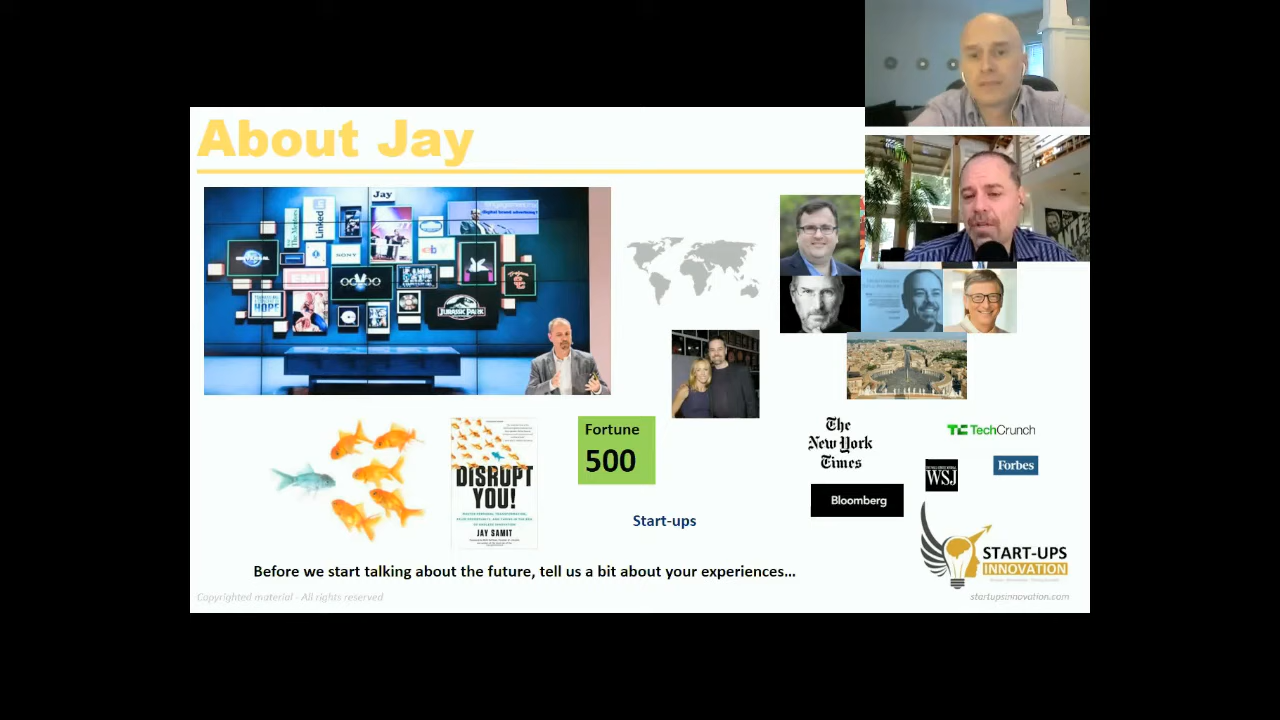 About Jay
Jay
LinkedIn
SONY
ebay
EMI
HOPE
JURASSIC PARK
DISRUPT
YOU!
JAY SAMIT
Fortune
500
Start-ups
The
New York
Times
TechCrunch
WSJ
Forbes
Bloomberg
START-UPS
INNOVATION
Before we start talking about the future, tell us a bit about your experiences...
Copyrighted material - All rights reserved
startupsinnovation.com